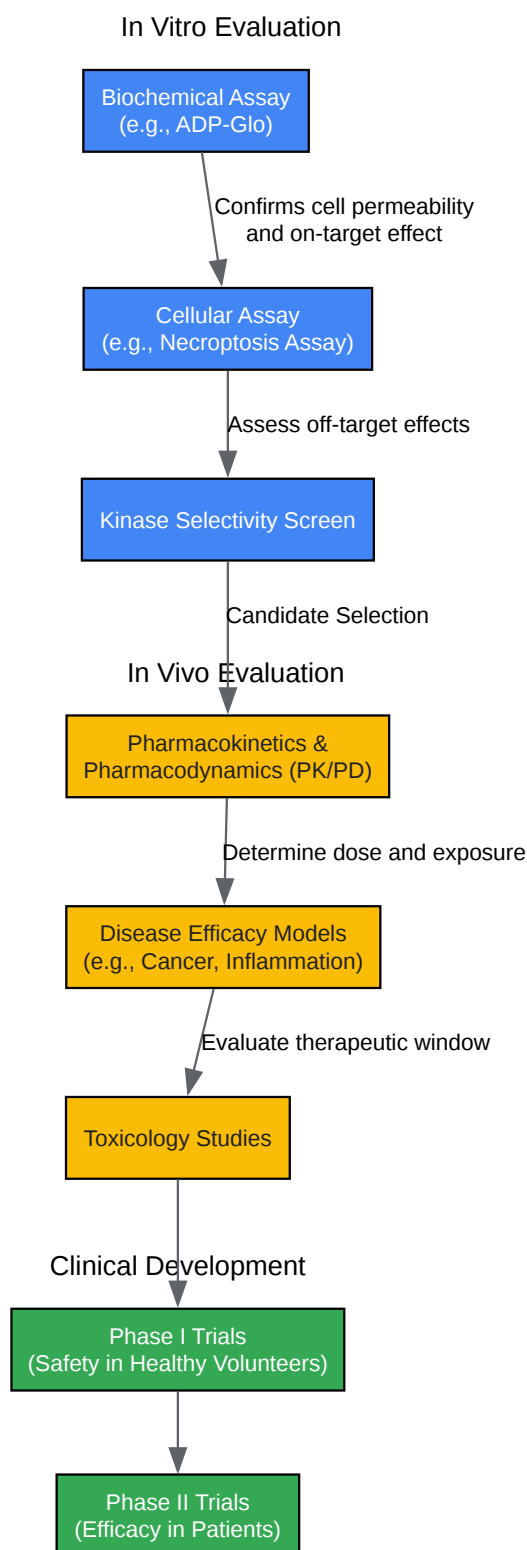 In Vitro Evaluation
Biochemical Assay
(e.g., ADP-Glo)
Confirms cell permeability
and on-target effect
Cellular Assay
(e.g., Necroptosis Assay)
Assess off-target effects
Kinase Selectivity Screen
Candidate Selection
In Vivo Evaluation
Pharmacokinetics &
Pharmacodynamics (PK/PD)
Determine dose and exposure
Disease Efficacy Models
(e.g., Cancer, Inflammation)
Evaluate therapeutic window
Toxicology Studies
Clinical Development
Phase I Trials
(Safety in Healthy Volunteers)
Phase II Trials
(Efficacy in Patients)